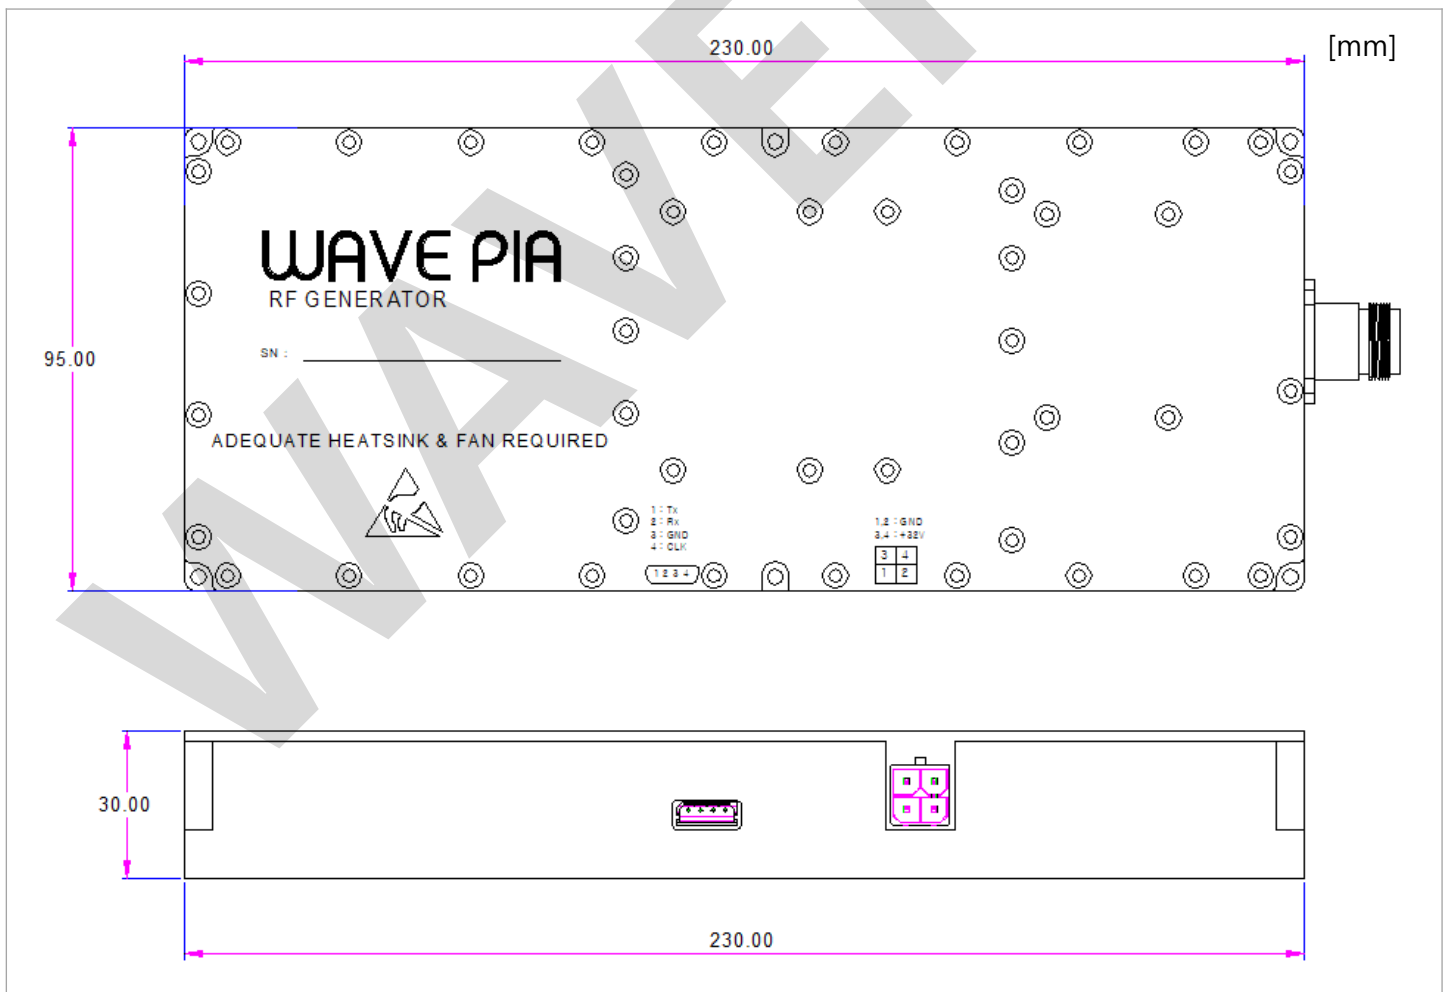 230.00
[mm]
WAVE PIA
RF GENERATOR
95.00
SN :
ADEQUATE HEATSINK & FAN REQUIRED
1 : Tx
2 : Rx
3 : GND
4 : CLK
1 2 3 4
1,2 : GND
3,4 : +32V
3 4
1 2
30.00
230.00